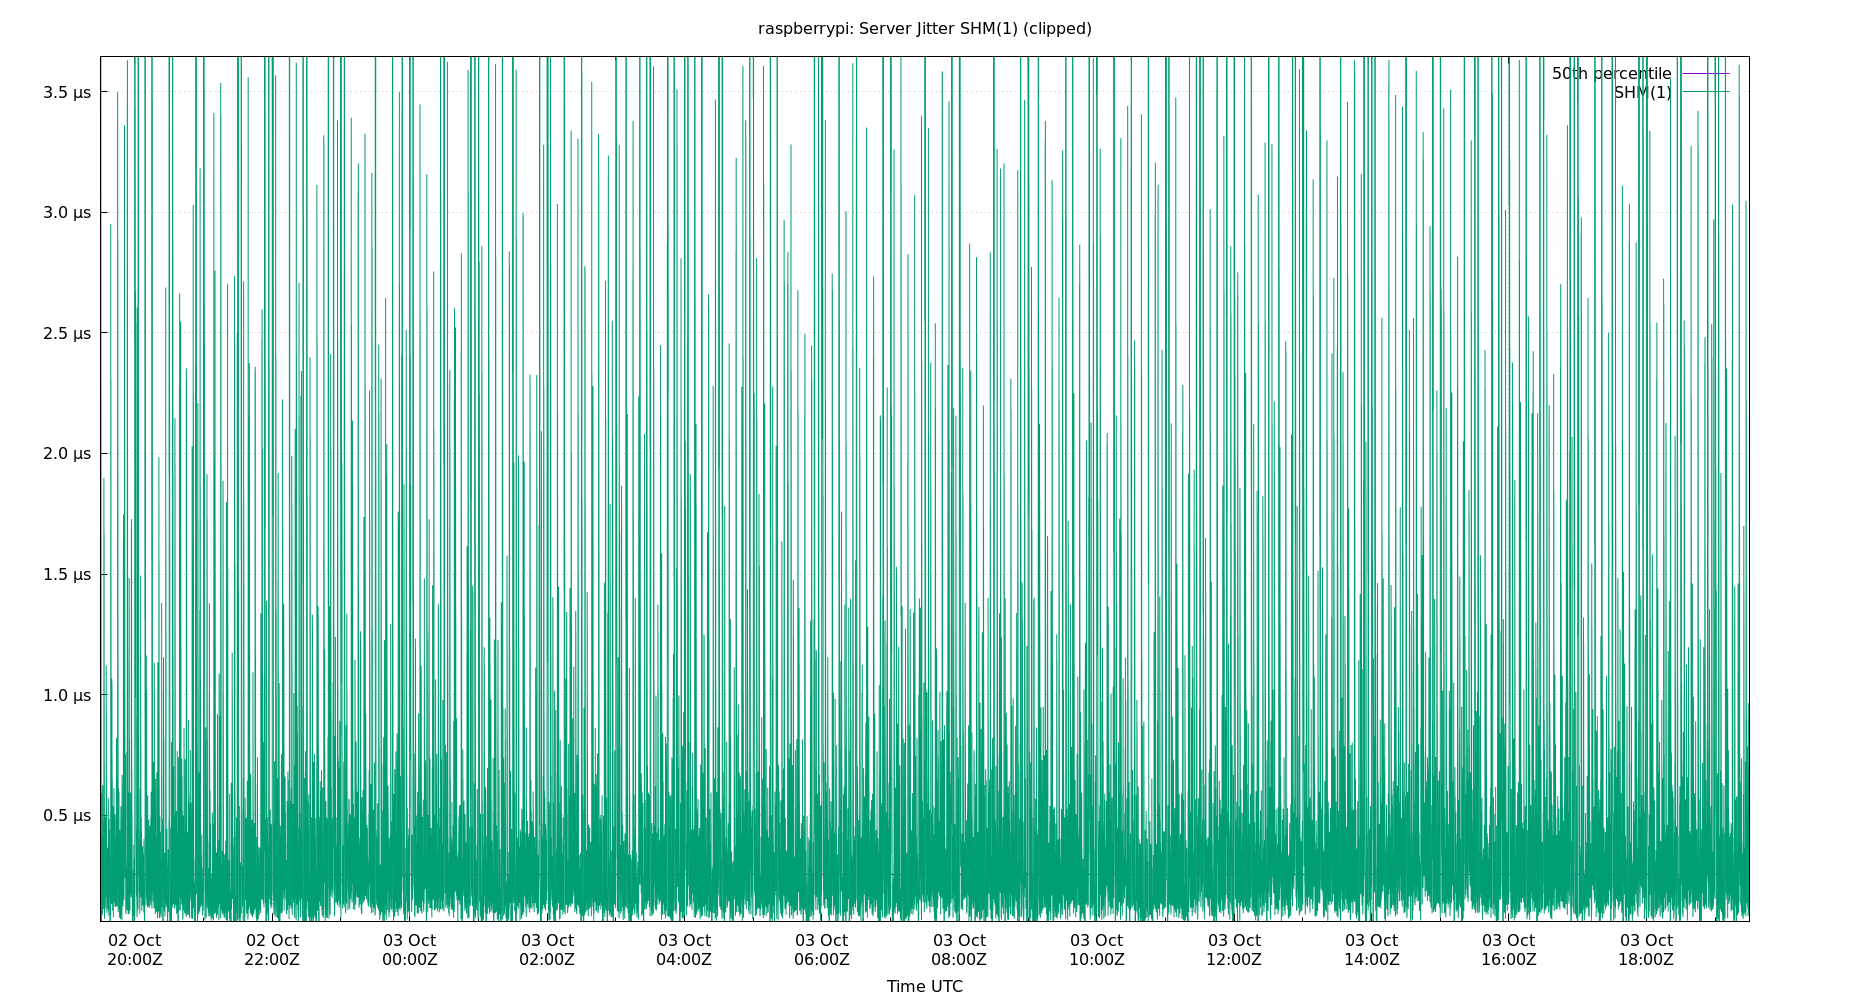 raspberrypi: Server Jitter SHM(1) (clipped)
50th percentile
SHM(1)
3.5 µs
3.0 µs
2.5 µs
2.0 µs
1.5 µs
1.0 µs
0.5 µs
02 Oct 02 Oct 03 Oct 03 Oct 03 Oct 03 Oct 03 Oct 03 Oct 03 Oct 03 Oct 03 Oct 03 Oct
20:00Z 22:00Z 00:00Z 02:00Z 04:00Z 06:00Z 08:00Z 10:00Z 12:00Z 14:00Z 16:00Z 18:00Z
Time UTC